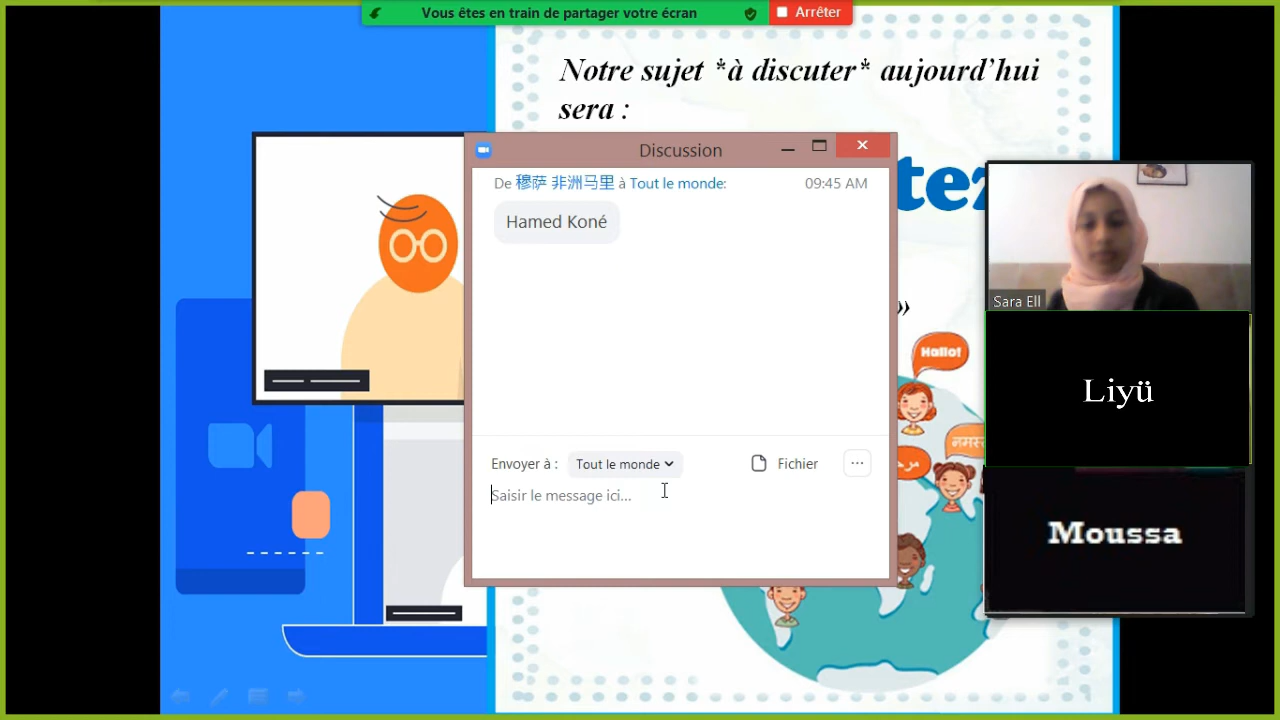 Vous êtes en train de partager votre écran
Arrêter
Notre sujet *à discuter* aujourd’hui
sera :
Discussion
De 穆萨 非洲马里 à Tout le monde:
09:45 AM
Hamed Koné
tez
»
Sara Ell
Hallo!
Liyü
Envoyer à :
Tout le monde
Fichier
Saisir le message ici...
Moussa